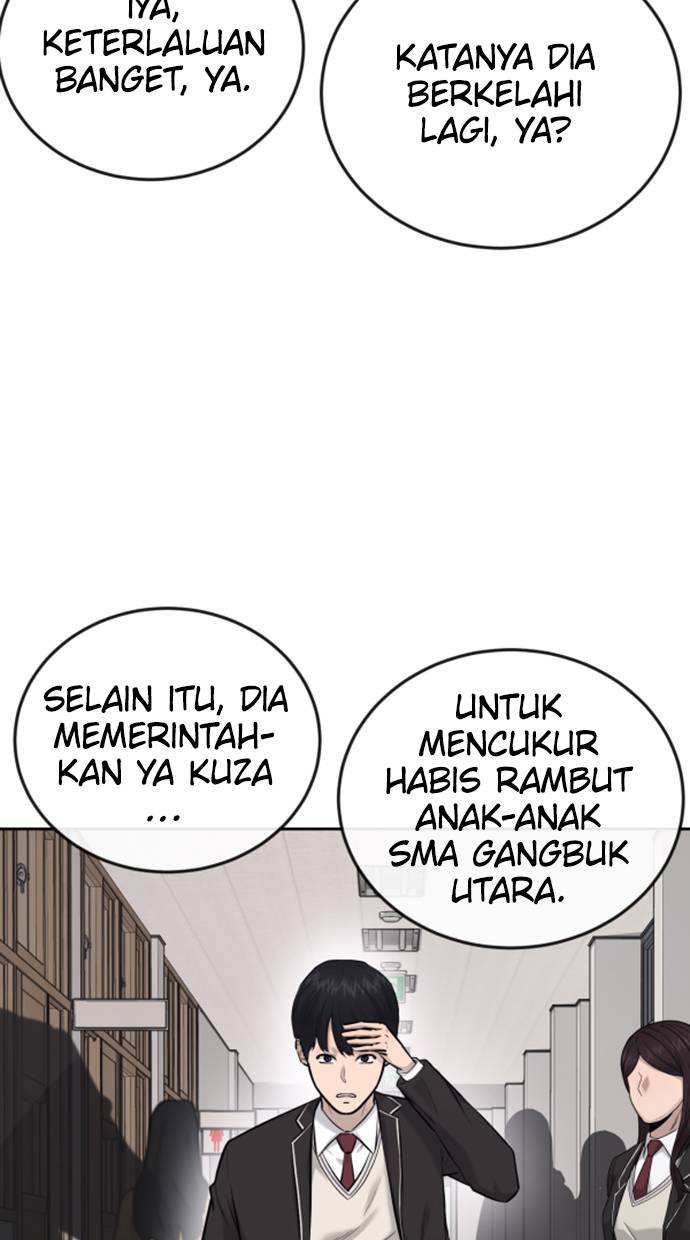 IYA,
KETERLALUAN
BANGET, YA.
KATANYA DIA
BERKELAHI
LAGI, YA?
SELAIN ITU, DIA
MEMERINTAH-
KAN YA KUZA
...
UNTUK
MENCUKUR
HABIS RAMBUT
ANAK-ANAK
SMA GANGBUK
UTARA.